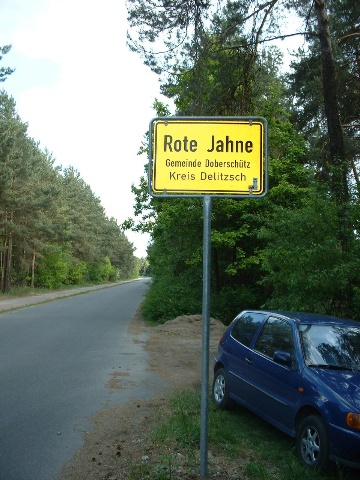 Rote Jahne
Gemeinde Doberschütz
Kreis Delitzsch